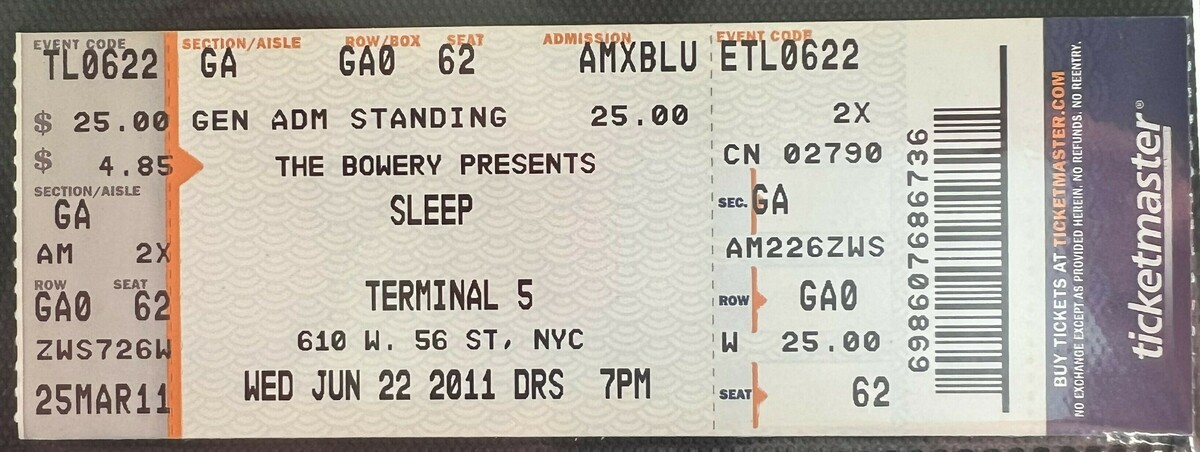 EVENT CODE
TL0622
$ 25.00
$ 4.85
SECTION/AISLE
GA
AM 2X
ROW SEAT
GA0 62
ZWS726W
25MAR11
SECTION/AISLE ROW/BOX SEAT ADMISSION
GA GA0 62 AMXBLU
GEN ADM STANDING 25.00
THE BOWERY PRESENTS
SLEEP
TERMINAL 5
610 W. 56 ST, NYC
WED JUN 22 2011 DRS 7PM
EVENT CODE
ETL0622
2X
CN 02790
SEC. GA
AM226ZWS
ROW GA0
W 25.00
SEAT 62
698607686736
BUY TICKETS AT TICKETMASTER.COM
NO EXCHANGE EXCEPT AS PROVIDED HEREIN. NO REFUNDS. NO REENTRY.
ticketmaster®